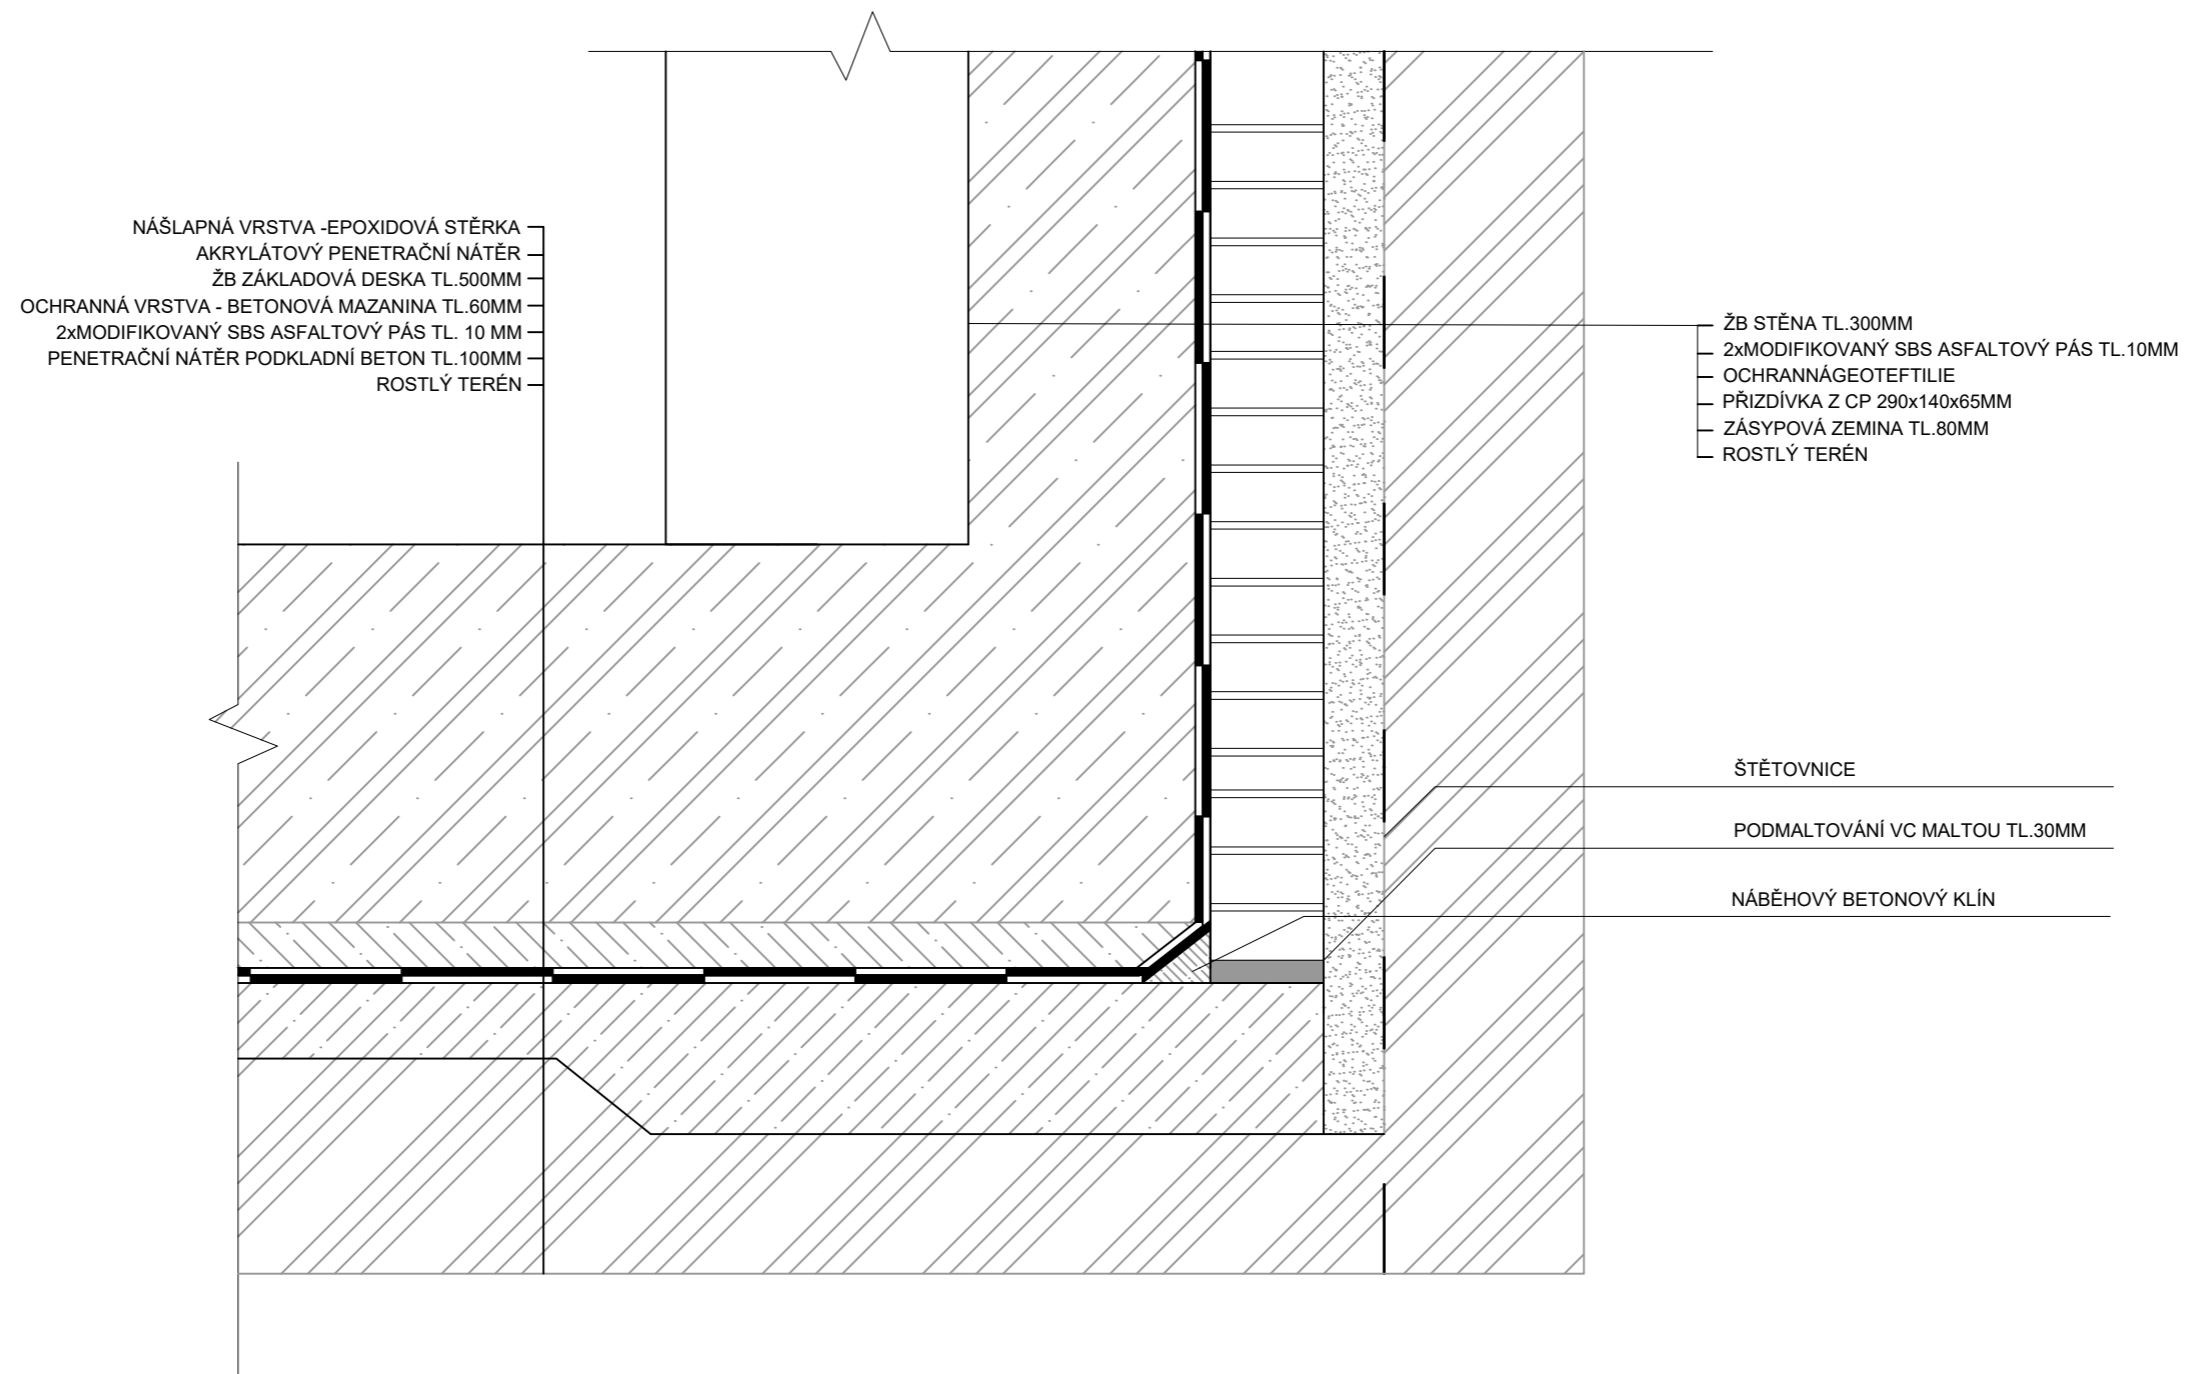 NÁŠLAPNÁ VRSTVA -EPOXIDOVÁ STĚRKA
AKRYLÁTOVÝ PENETRAČNÍ NÁTĚR
ŽB ZÁKLADOVÁ DESKA TL.500MM
OCHRANNÁ VRSTVA - BETONOVÁ MAZANINA TL.60MM
2xMODIFIKOVANÝ SBS ASFALTOVÝ PÁS TL. 10 MM
PENETRAČNÍ NÁTĚR PODKLADNÍ BETON TL.100MM
ROSTLÝ TERÉN
ŽB STĚNA TL.300MM
2xMODIFIKOVANÝ SBS ASFALTOVÝ PÁS TL.10MM
OCHRANNÁGEOTEFTILIE
PŘIZDÍVKA Z CP 290x140x65MM
ZÁSYPOVÁ ZEMINA TL.80MM
ROSTLÝ TERÉN
ŠTĚTOVNICE
PODMALTOVÁNÍ VC MALTOU TL.30MM
NÁBĚHOVÝ BETONOVÝ KLÍN